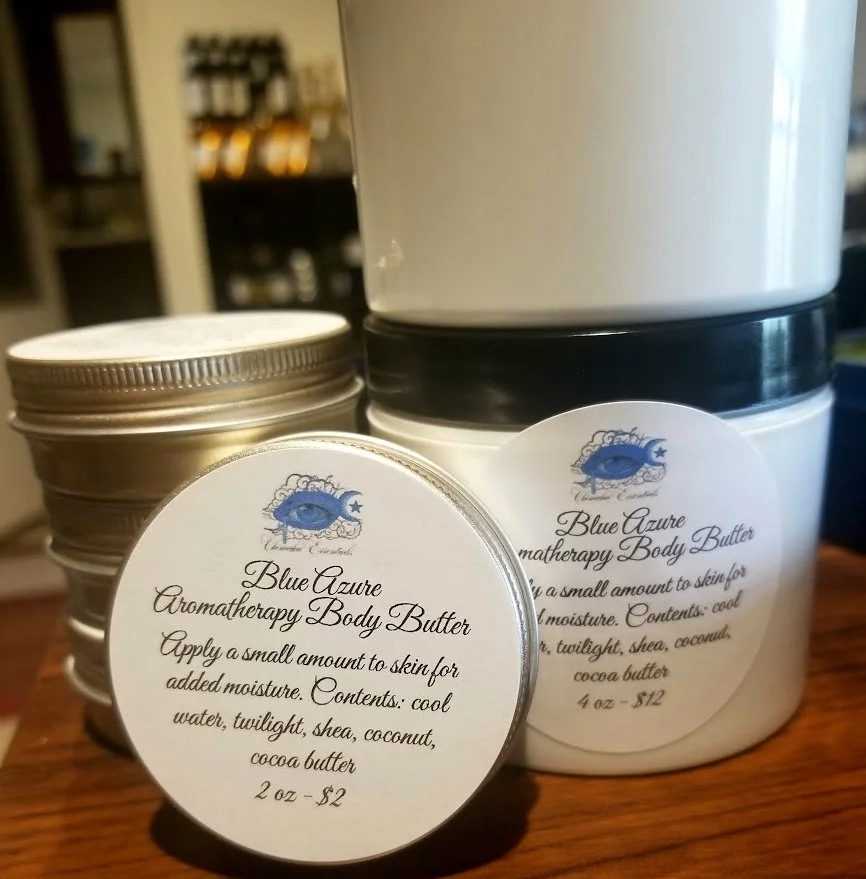 Blue Azure
Aromatherapy Body Butter
Apply a small amount to skin for
added moisture. Contents: cool
water, twilight, shea, coconut,
cocoa butter
2 oz - $2
Essentials
Blue Azure
matherapy Body Butter
a small amount to skin for
moisture. Contents: cool
twilight, shea, coconut,
cocoa butter
4 oz - $12